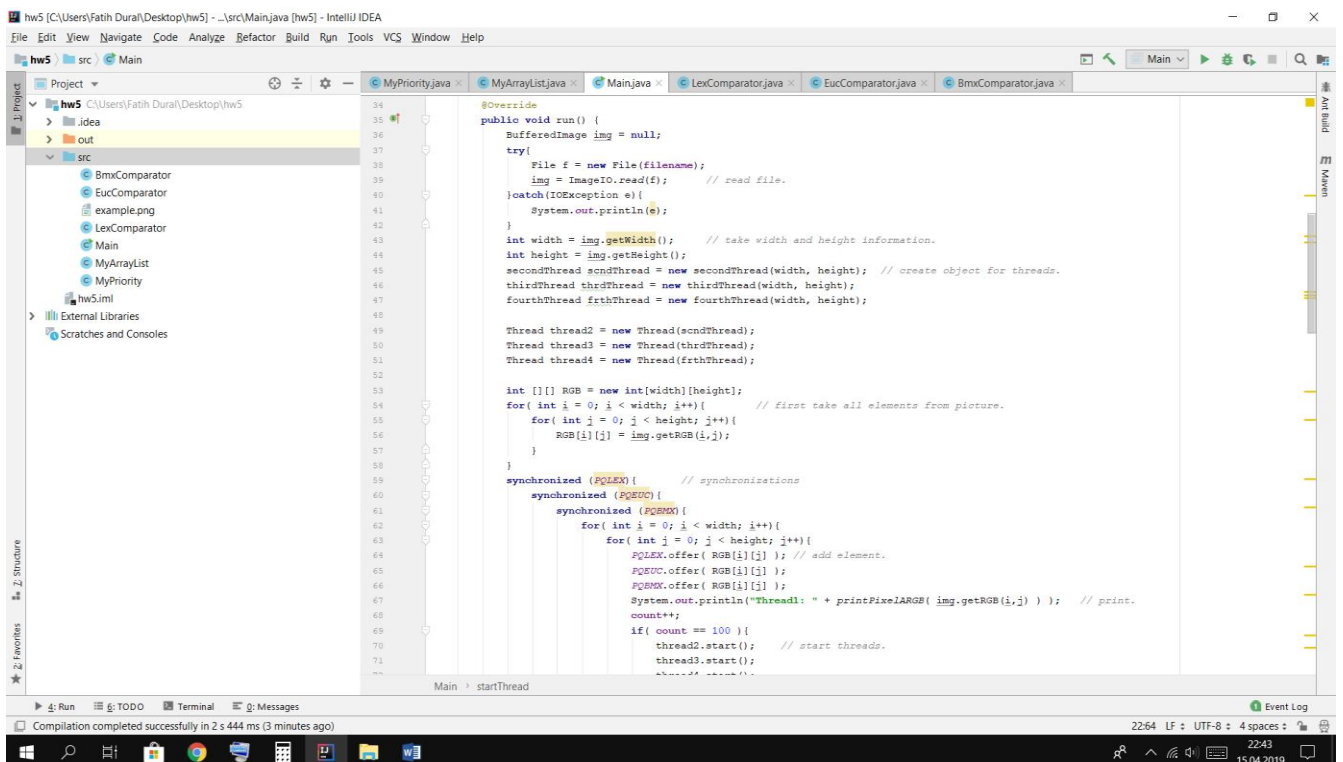 hw5 [C:\Users\Fatih Dural\Desktop\hw5] - ...\src\Main.java [hw5] - IntelliJ IDEA
File Edit View Navigate Code Analyze Refactor Build Run Tools VCS Window Help
hw5 src Main
Main
1: Project
Project
MyPriority.java
MyArrayList.java
Main.java
LexComparator.java
EucComparator.java
BmxComparator.java
hw5 C:\Users\Fatih Dural\Desktop\hw5
.idea
out
src
BmxComparator
EucComparator
example.png
LexComparator
Main
MyArrayList
MyPriority
hw5.iml
External Libraries
Scratches and Consoles
34 @Override
35 public void run() {
36 BufferedImage img = null;
37 try{
38 File f = new File(filename);
39 img = ImageIO.read(f); // read file.
40 }catch(IOException e){
41 System.out.println(e);
42 }
43 int width = img.getWidth(); // take width and height information.
44 int height = img.getHeight();
45 secondThread scndThread = new secondThread(width, height); // create object for threads.
46 thirdThread thrdThread = new thirdThread(width, height);
47 fourthThread frthThread = new fourthThread(width, height);
48
49 Thread thread2 = new Thread(scndThread);
50 Thread thread3 = new Thread(thrdThread);
51 Thread thread4 = new Thread(frthThread);
52
53 int [][] RGB = new int[width][height];
54 for( int i = 0; i < width; i++){ // first take all elements from picture.
55 for( int j = 0; j < height; j++){
56 RGB[i][j] = img.getRGB(i,j);
57 }
58 }
59 synchronized (PQLEX){ // synchronizations
60 synchronized (PQEUC){
61 synchronized (PQBMX){
62 for( int i = 0; i < width; i++){
63 for( int j = 0; j < height; j++){
64 PQLEX.offer( RGB[i][j] ); // add element.
65 PQEUC.offer( RGB[i][j] );
66 PQBMX.offer( RGB[i][j] );
67 System.out.println("Thread1: " + printPixelARGB( img.getRGB(i,j) ) ); // print.
68 count++;
69 if( count == 100 ){
70 thread2.start(); // start threads.
71 thread3.start();
Main > startThread
Ant Build
Maven
7: Structure
2: Favorites
4: Run 6: TODO Terminal 0: Messages
1 Event Log
Compilation completed successfully in 2 s 444 ms (3 minutes ago)
22:64 LF UTF-8 4 spaces
22:43
15.04.2019